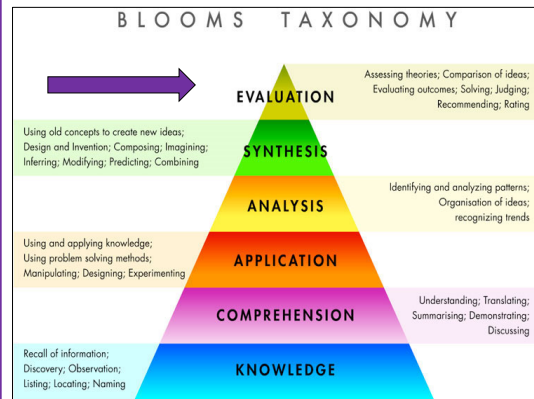 BLOOMS TAXONOMY
EVALUATION
Assessing theories; Comparison of ideas;
Evaluating outcomes; Solving; Judging;
Recommending; Rating
Using old concepts to create new ideas;
Design and Invention; Composing; Imagining;
Inferring; Modifying; Predicting; Combining
SYNTHESIS
ANALYSIS
Identifying and analyzing patterns;
Organisation of ideas;
recognizing trends
Using and applying knowledge;
Using problem solving methods;
Manipulating; Designing; Experimenting
APPLICATION
COMPREHENSION
Understanding; Translating;
Summarising; Demonstrating;
Discussing
Recall of information;
Discovery; Observation;
Listing; Locating; Naming
KNOWLEDGE